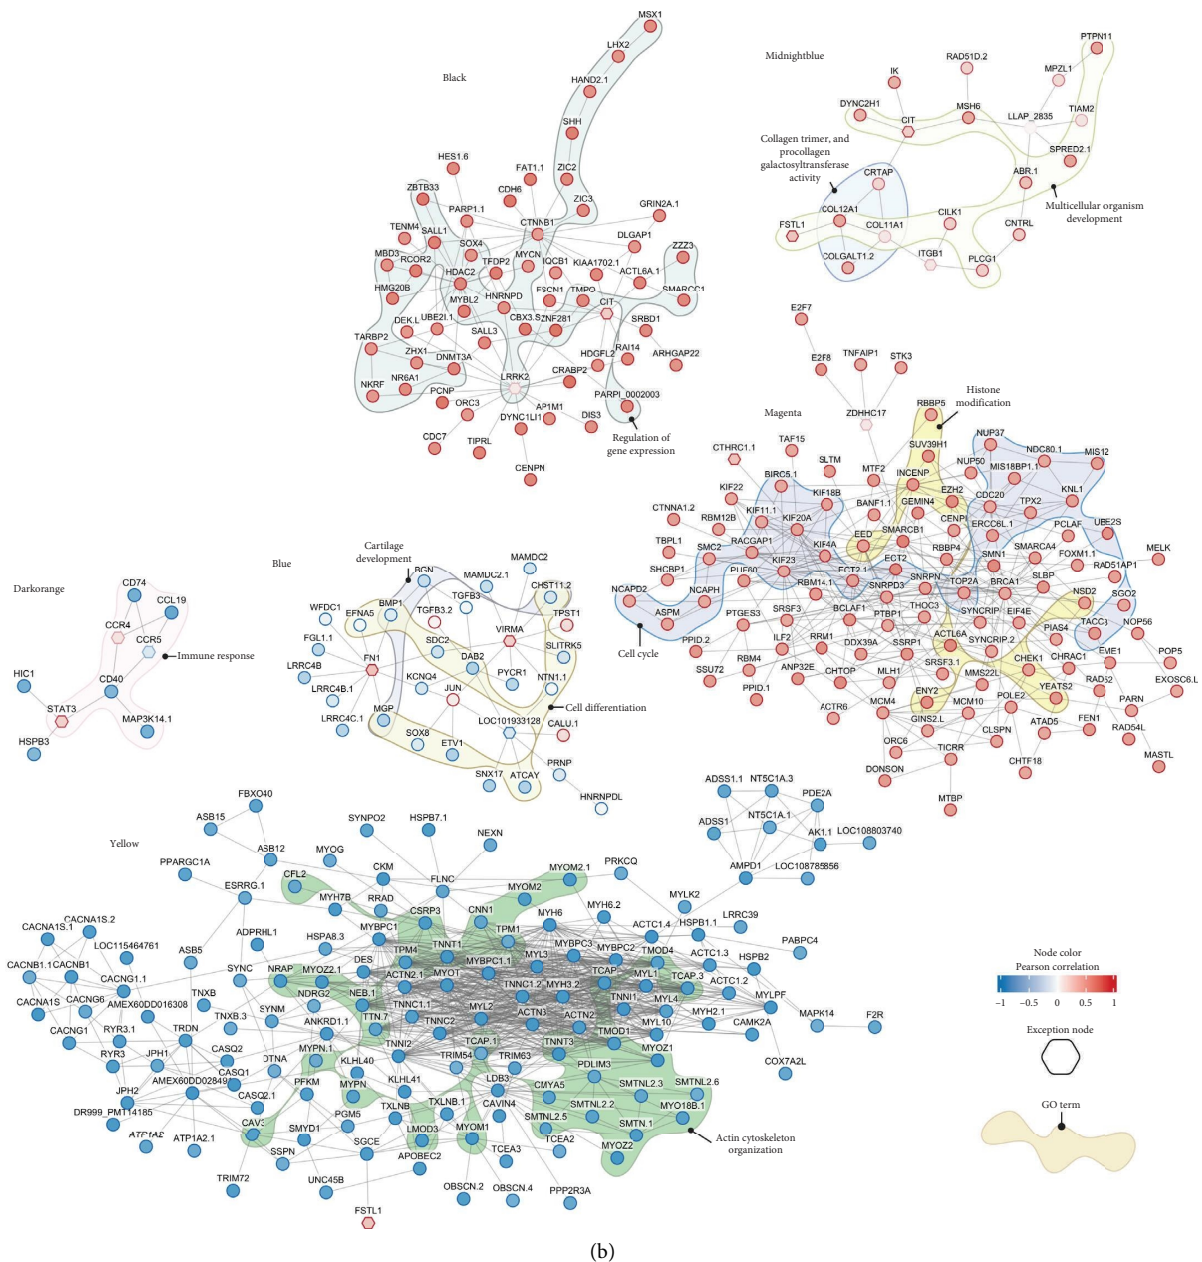 Black
MSX1
LHX2
HAND2.1
SHH
HES1.6
FAT1.1
ZIC2
ZBTB33
CDH6
ZIC3
PARP1.1
CTNNB1
GRIN2A.1
TENM4
SALL1
SOX4
DLGAP1
ZZZ3
MBD3
RCOR2
TFDP2
MYCN
IQCB1
KIAA1702.1
ACTL6A.1
HDAC2
HMG20B
MYBL2
HNRNPD
CIT
DEK.L
UBE2I.1
ZNF281
SRBD1
TARBP2
SALL3
ZHX1
DNMT3A
HDGFL2
RAI14
ARHGAP22
NKRF
NR6A1
LRRK2
CRABP2
PARPI_0002003
PCNP
ORC3
DYNC1LI1
AP1M1
DIS3
CDC7
TIPRL
CENPN
Regulation of
gene expression
Midnightblue
PTPN11
RAD51D.2
IK
MPZL1
DYNC2H1
CIT
MSH6
LLAP_2835
TIAM2
SPRED2.1
Collagen trimer, and
procollagen
galactosyltransferase
activity
CRTAP
ABR.1
COL12A1
FSTL1
COL11A1
CILK1
CNTRL
COLGALT1.2
ITGB1
PLCG1
Multicellular organism
development
E2F7
E2F8
TNFAIP1
STK3
ZDHHC17
Magenta
Histone
modification
RBBP5
CTHRC1.1
TAF15
SUV39H1
NUP37
NDC80.1
MIS12
SLTM
MTF2
INCENP
NUP50
MIS18BP1.1
BIRC5.1
KIF22
KIF18B
EZH2
CDC20
KNL1
CTNNA1.2
RBM12B
KIF11.1
KIF20A
BANF1.1
GEMIN4
TPX2
CENPI
ERCC6L.1
PCLAF
UBE2S
TBPL1
SMC2
RACGAP1
KIF4A
EED
SMARCB1
RBBP4
SMN1
SMARCA4
FOXM1.1
MELK
SHCBP1
KIF23
ECT2
ECT2.1
SNRPN
TOP2A
BRCA1
SLBP
RAD51AP1
NCAPD2
NCAPH
RBM14.1
SNRPD3
NSD2
SGO2
ASPM
PTGES3
SRSF3
BCLAF1
PTBP1
THOC3
SYNCRIP
EIF4E
PIAS4
NOP56
PPID.2
ILF2
RRM1
DDX39A
SSRP1
ACTL6A
SYNCRIP.2
SSU72
RBM4
ANP32E
CHTOP
MLH1
SRSF3.1
CHEK1
CHRAC1
EME1
POP5
PPID.1
MMS22L
EXOSC6.L
ACTR6
MCM4
ENY2
MCM10
POLE2
YEATS2
PARN
GINS2.L
ATAD5
FEN1
RAD54L
ORC6
TICRR
CLSPN
CHTF18
MASTL
DONSON
MTBP
Cell cycle
Darkorange
CD74
CCL19
CCR4
CCR5
Immune response
HIC1
CD40
STAT3
MAP3K14.1
HSPB3
Blue
Cartilage
development
BGN
MAMDC2
MAMDC2.1
CHST11.2
WFDC1
EFNA5
BMP1
TGFB3.2
TGFB3
TPST1
FGL1.1
SDC2
VIRMA
LRRC4B
FN1
DAB2
SLITRK5
KCNQ4
JUN
PYCR1
NTN1.1
LRRC4B.1
MGP
LRRC4C.1
LOC101933128
Cell differentiation
CALU.1
SOX8
ETV1
SNX17
ATCAY
PRNP
HNRNPDL
Yellow
FBXO40
ASB15
SYNPO2
HSPB7.1
NEXN
ADSS1.1
NT5C1A.3
PDE2A
ADSS1
NT5C1A.1
AK1.1
LOC108803740
AMPD1
LOC108785856
PPARGC1A
ASB12
MYOG
CKM
FLNC
MYOM2.1
PRKCQ
CFL2
ESRRG.1
MYH7B
RRAD
MYOM2
MYLK2
CSRP3
CNN1
MYH6
MYH6.2
CACNA1S.1
CACNA1S.2
ADPRHL1
HSPA8.3
MYBPC1
TPM1
ACTC1.4
HSPB1.1
LRRC39
LOC115464761
ASB5
TPM4
TNNT1
MYBPC3
MYBPC2
TMOD4
PABPC4
CACNB1.1
CACNB1
CACNG1.1
SYNC
NRAP
MYOZ2.1
DES
ACTN2.1
MYOT
MYBPC1.1
MYL3
TCAP
MYL1
TCAP.3
ACTC1.3
HSPB2
ACTC1.2
CACNA1S
CACNG6
AMEX60DD016308
TNXB
NDRG2
NEB.1
TNNC1.1
TNNC1.2
MYH3.2
TNNI1
MYL4
MYLPF
CACNG1
RYR3.1
TRDN
TNXB.3
SYNM
ANKRD1.1
TTN.7
TNNC2
MYL2
ACTN3
ACTN2
MYL10
MYH2.1
CAMK2A
MAPK14
F2R
RYR3
JPH1
CASQ2
MYPN.1
KLHL40
TNNI2
TCAP.1
TNNT3
TMOD1
MYOZ1
COX7A2L
TRIM54
TRIM63
PDLIM3
JPH2
AMEX60DD02849
CASQ1
PFKM
MYPN
KLHL41
LDB3
CMYA5
SMTNL2.3
SMTNL2.6
DR999_PMT14185
CASQ2.1
PGM5
TXLNB
TXLNB.1
CAVIN4
SMTNL2.2
MYO18B.1
ATP1A2.1
CAV3
SMYD1
SGCE
LMOD3
MYOM1
SMTNL2.5
SMTN.1
SSPN
APOBEC2
TCEA3
TCEA2
MYOZ2
Actin cytoskeleton
organization
TRIM72
UNC45B
OBSCN.2
OBSCN.4
PPP2R3A
FSTL1
Node color
Pearson correlation
−1 −0.5 0 0.5 1
Exception node
GO term
(b)